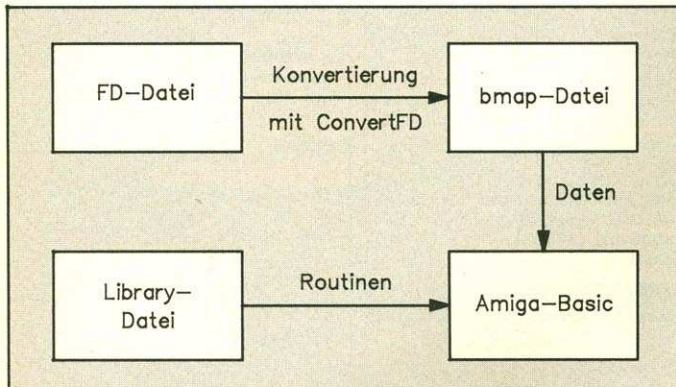 FD–Datei
Konvertierung
mit ConvertFD
bmap–Datei
Daten
Library–
Datei
Routinen
Amiga–Basic